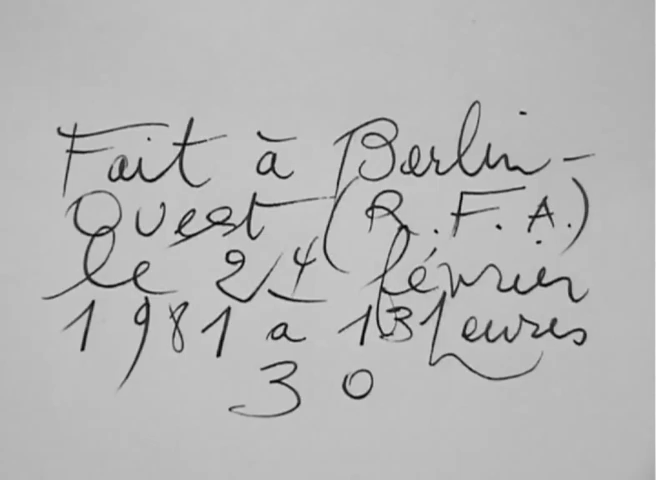 Fait à Berlin-
Ouest (R.F.A.)
le 24 février
1981 a 13 heures
30